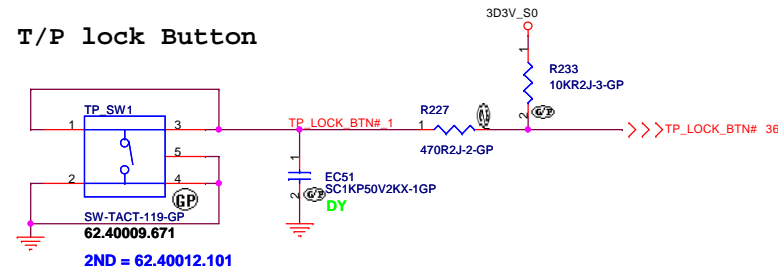 3D3V_S0
T/P lock Button
1
R233
10KR2J-3-GP
TP_SW1
R227
2
G/P
1
3
TP_LOCK_BTN#_1
1
TP_LOCK_BTN# 36
5
470R2J-2-GP
1
2
4
EC51
2
G/P
SC1KP50V2KX-1GP
GP
DY
SW-TACT-119-GP
62.40009.671
2ND = 62.40012.101